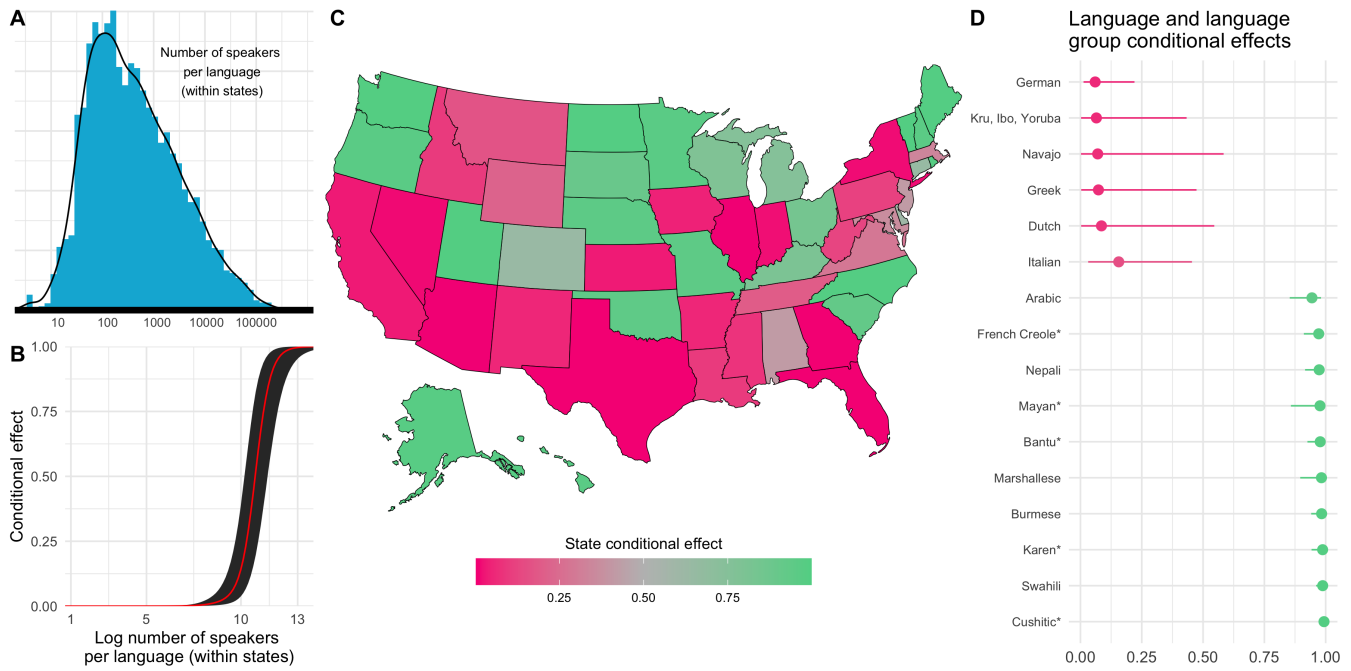 A
Number of speakers
per language
(within states)
10
100
1000
10000
100000
B
1.00
0.75
0.50
0.25
0.00
Conditional effect
1
5
10
13
Log number of speakers
per language (within states)
C
State conditional effect
0.25
0.50
0.75
D
Language and language
group conditional effects
German
Kru, Ibo, Yoruba
Navajo
Greek
Dutch
Italian
Arabic
French Creole*
Nepali
Mayan*
Bantu*
Marshallese
Burmese
Karen*
Swahili
Cushitic*
0.00
0.25
0.50
0.75
1.00